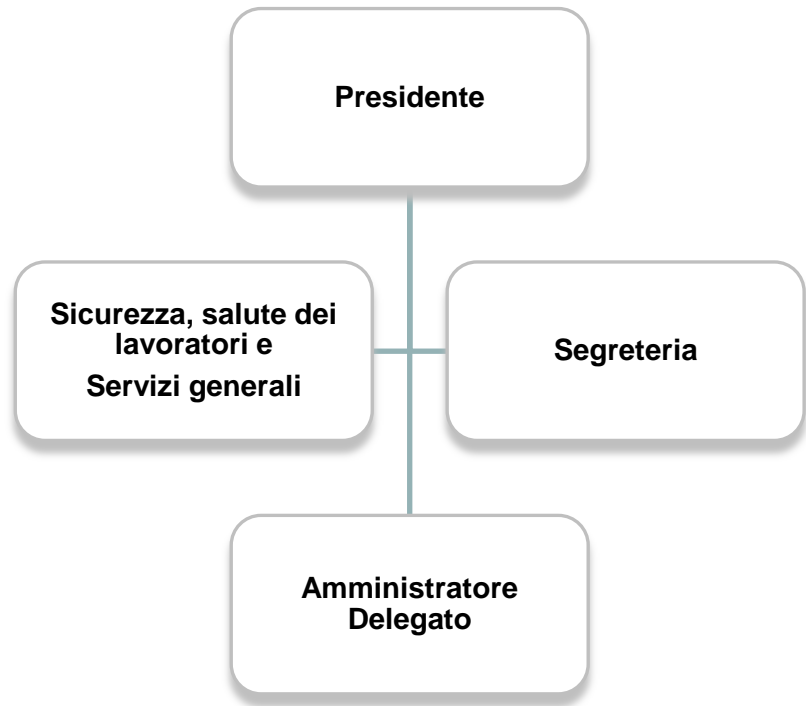 Presidente
Sicurezza, salute dei
lavoratori e
Servizi generali
Segreteria
Amministratore
Delegato